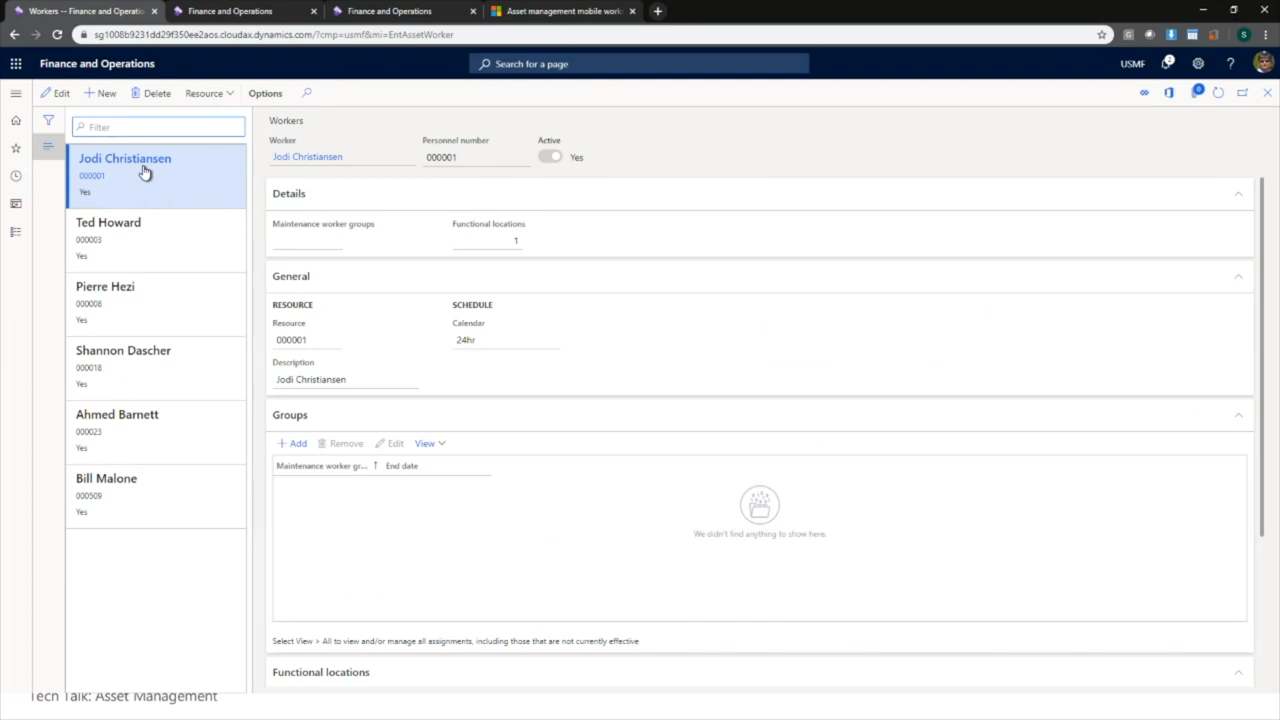 Workers -- Finance and Operatio
Finance and Operations
Finance and Operations
Asset management mobile work
sg1008b9231dd29f350ee2aos.cloudax.dynamics.com/?cmp=usmf&mi=EntAssetWorker
S
Finance and Operations
Search for a page
USMF
2
?
Edit
New
Delete
Resource
Options
0
Filter
Jodi Christiansen
000001
Yes
Ted Howard
000003
Yes
Pierre Hezi
000008
Yes
Shannon Dascher
000018
Yes
Ahmed Barnett
000023
Yes
Bill Malone
000509
Yes
Workers
Worker
Personnel number
Active
Jodi Christiansen
000001
Yes
Details
Maintenance worker groups
Functional locations
1
General
RESOURCE
SCHEDULE
Resource
Calendar
000001
24hr
Description
Jodi Christiansen
Groups
Add
Remove
Edit
View
Maintenance worker gr...
End date
We didn't find anything to show here.
Select View > All to view and/or manage all assignments, including those that are not currently effective
Functional locations
Tech Talk: Asset Management